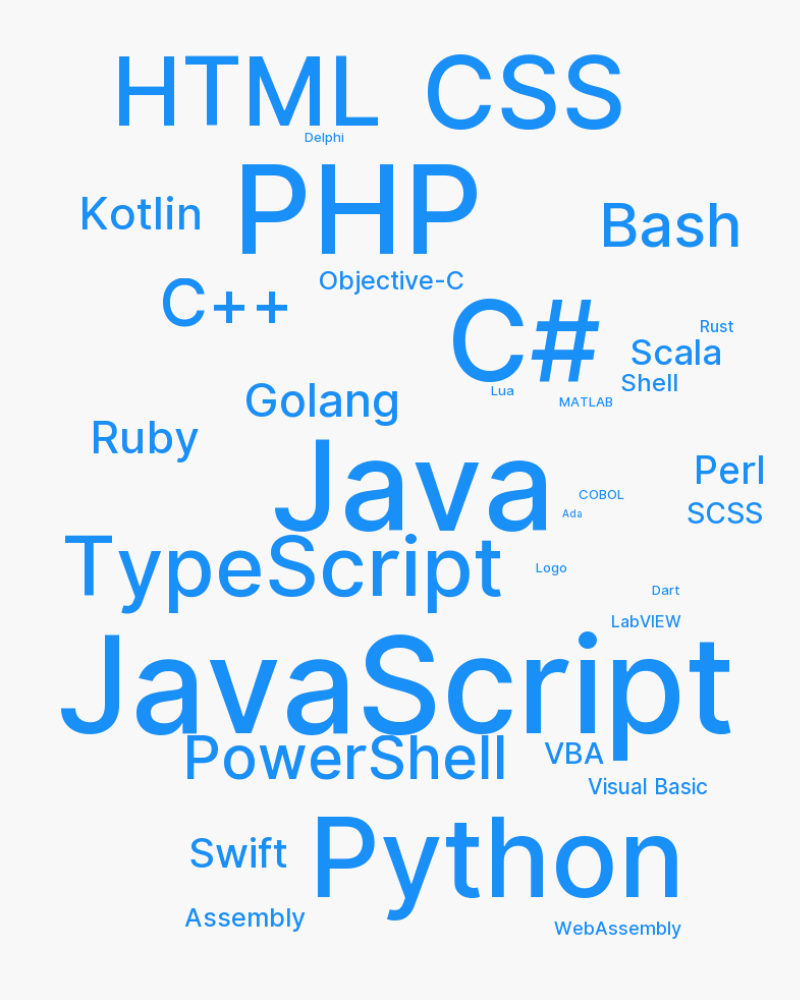 HTML CSS
Delphi
PHP
Kotlin
Bash
Objective-C
C++
C#
Rust
Scala
Shell
Lua
MATLAB
Golang
Ruby
Java
Perl
COBOL
Ada
SCSS
TypeScript
Logo
Dart
LabVIEW
JavaScript
PowerShell
VBA
Visual Basic
Swift
Python
Assembly
WebAssembly